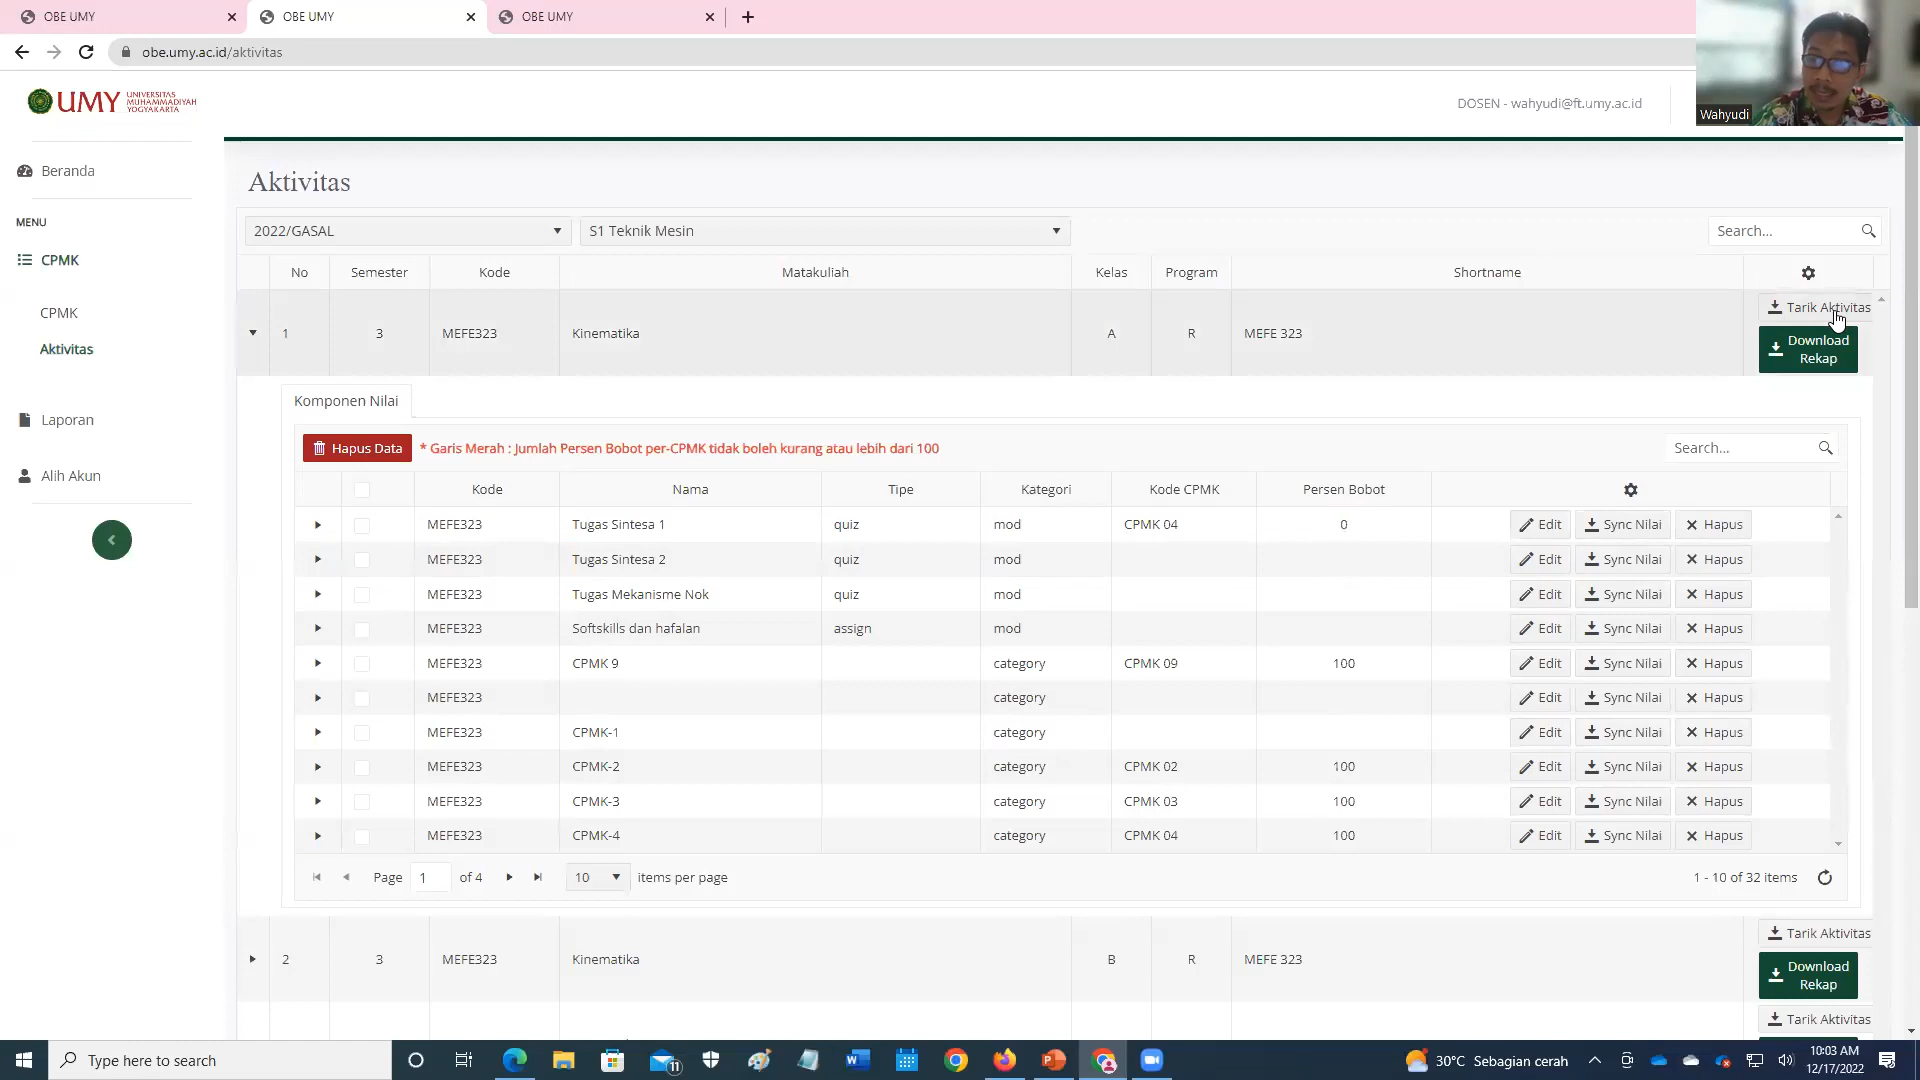 OBE UMY
OBE UMY
OBE UMY
obe.umy.ac.id/aktivitas
Wahyudi
UMY UNIVERSITAS MUHAMMADIYAH YOGYAKARTA
DOSEN - wahyudi@ft.umy.ac.id
Beranda
MENU
CPMK
CPMK
Aktivitas
Laporan
Alih Akun
Aktivitas
2022/GASAL S1 Teknik Mesin Search...
No Semester Kode Matakuliah Kelas Program Shortname
1 3 MEFE323 Kinematika A R MEFE 323
Tarik Aktivitas
Download Rekap
Komponen Nilai
Hapus Data * Garis Merah : Jumlah Persen Bobot per-CPMK tidak boleh kurang atau lebih dari 100 Search...
Kode Nama Tipe Kategori Kode CPMK Persen Bobot
MEFE323 Tugas Sintesa 1 quiz mod CPMK 04 0 Edit Sync Nilai Hapus
MEFE323 Tugas Sintesa 2 quiz mod Edit Sync Nilai Hapus
MEFE323 Tugas Mekanisme Nok quiz mod Edit Sync Nilai Hapus
MEFE323 Softskills dan hafalan assign mod Edit Sync Nilai Hapus
MEFE323 CPMK 9 category CPMK 09 100 Edit Sync Nilai Hapus
MEFE323 category Edit Sync Nilai Hapus
MEFE323 CPMK-1 category Edit Sync Nilai Hapus
MEFE323 CPMK-2 category CPMK 02 100 Edit Sync Nilai Hapus
MEFE323 CPMK-3 category CPMK 03 100 Edit Sync Nilai Hapus
MEFE323 CPMK-4 category CPMK 04 100 Edit Sync Nilai Hapus
Page 1 of 4 10 items per page 1 - 10 of 32 items
2 3 MEFE323 Kinematika B R MEFE 323
Tarik Aktivitas
Download Rekap
Tarik Aktivitas
Type here to search
11
30°C Sebagian cerah
10:03 AM
12/17/2022